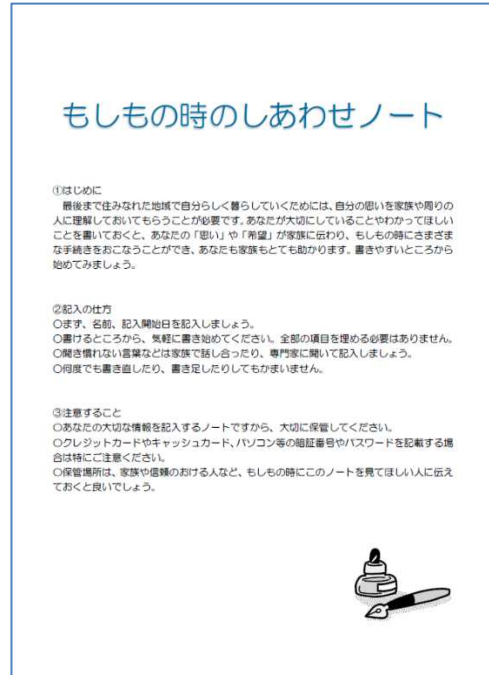 もしもの時のしあわせノート
①はじめに
　最後まで住みなれた地域で自分らしく暮らしていくためには、自分の思いを家族や周りの
人に理解しておいてもらうことが必要です。あなたが大切にしていることやわかってほしい
ことを書いておくと、あなたの「思い」や「希望」が家族に伝わり、もしもの時にさまざま
な手続きをおこなうことができ、あなたも家族もとても助かります。書きやすいところから
始めてみましょう。
②記入の仕方
○まず、名前、記入開始日を記入しましょう。
○書けるところから、気軽に書き始めてください。全部の項目を埋める必要はありません。
○聞き慣れない言葉などは家族で話し合ったり、専門家に聞いて記入しましょう。
○何度でも書き直したり、書き足したりしてもかまいません。
③注意すること
○あなたの大切な情報を記入するノートですから、大切に保管してください。
○クレジットカードやキャッシュカード、パソコン等の暗証番号やパスワードを記載する場
合は特にご注意ください。
○保管場所は、家族や信頼のおける人など、もしもの時にこのノートを見てほしい人に伝え
ておくと良いでしょう。